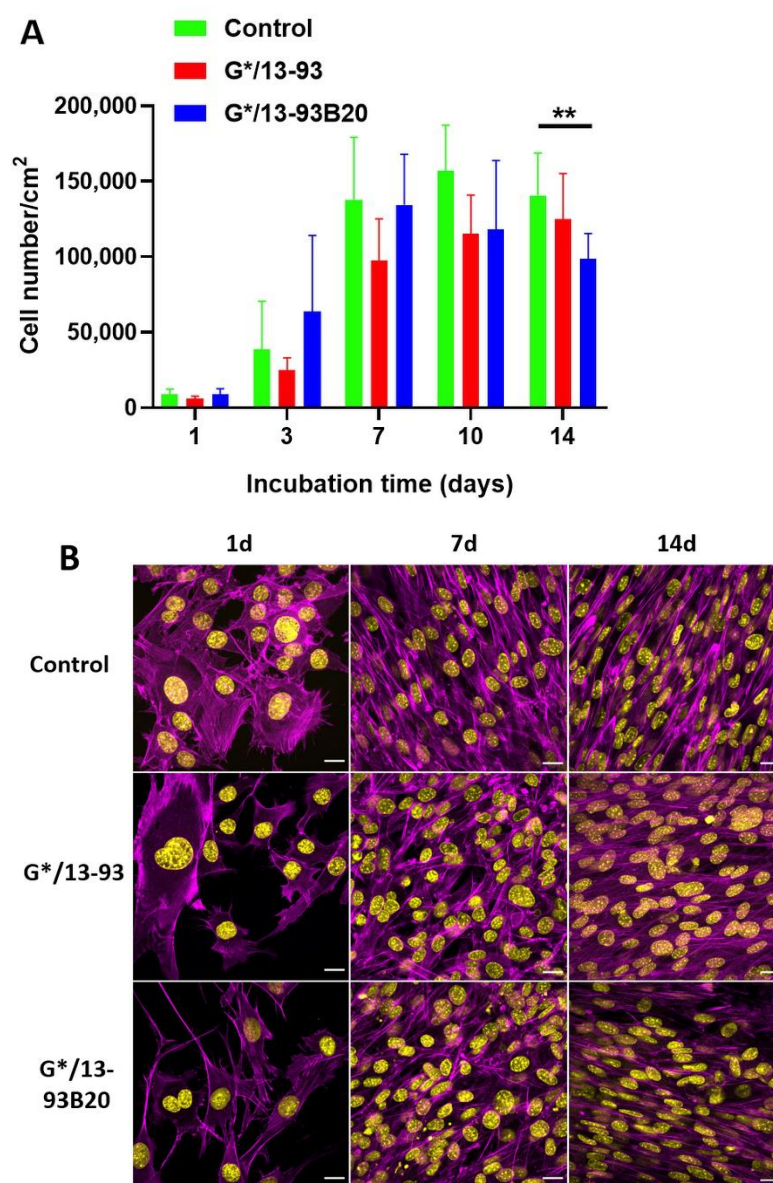 A
Control
G*/13-93
G*/13-93B20
200,000
150,000
100,000
50,000
0
Cell number/cm²
**
1 3 7 10 14
Incubation time (days)
B
1d 7d 14d
Control
G*/13-93
G*/13-
93B20